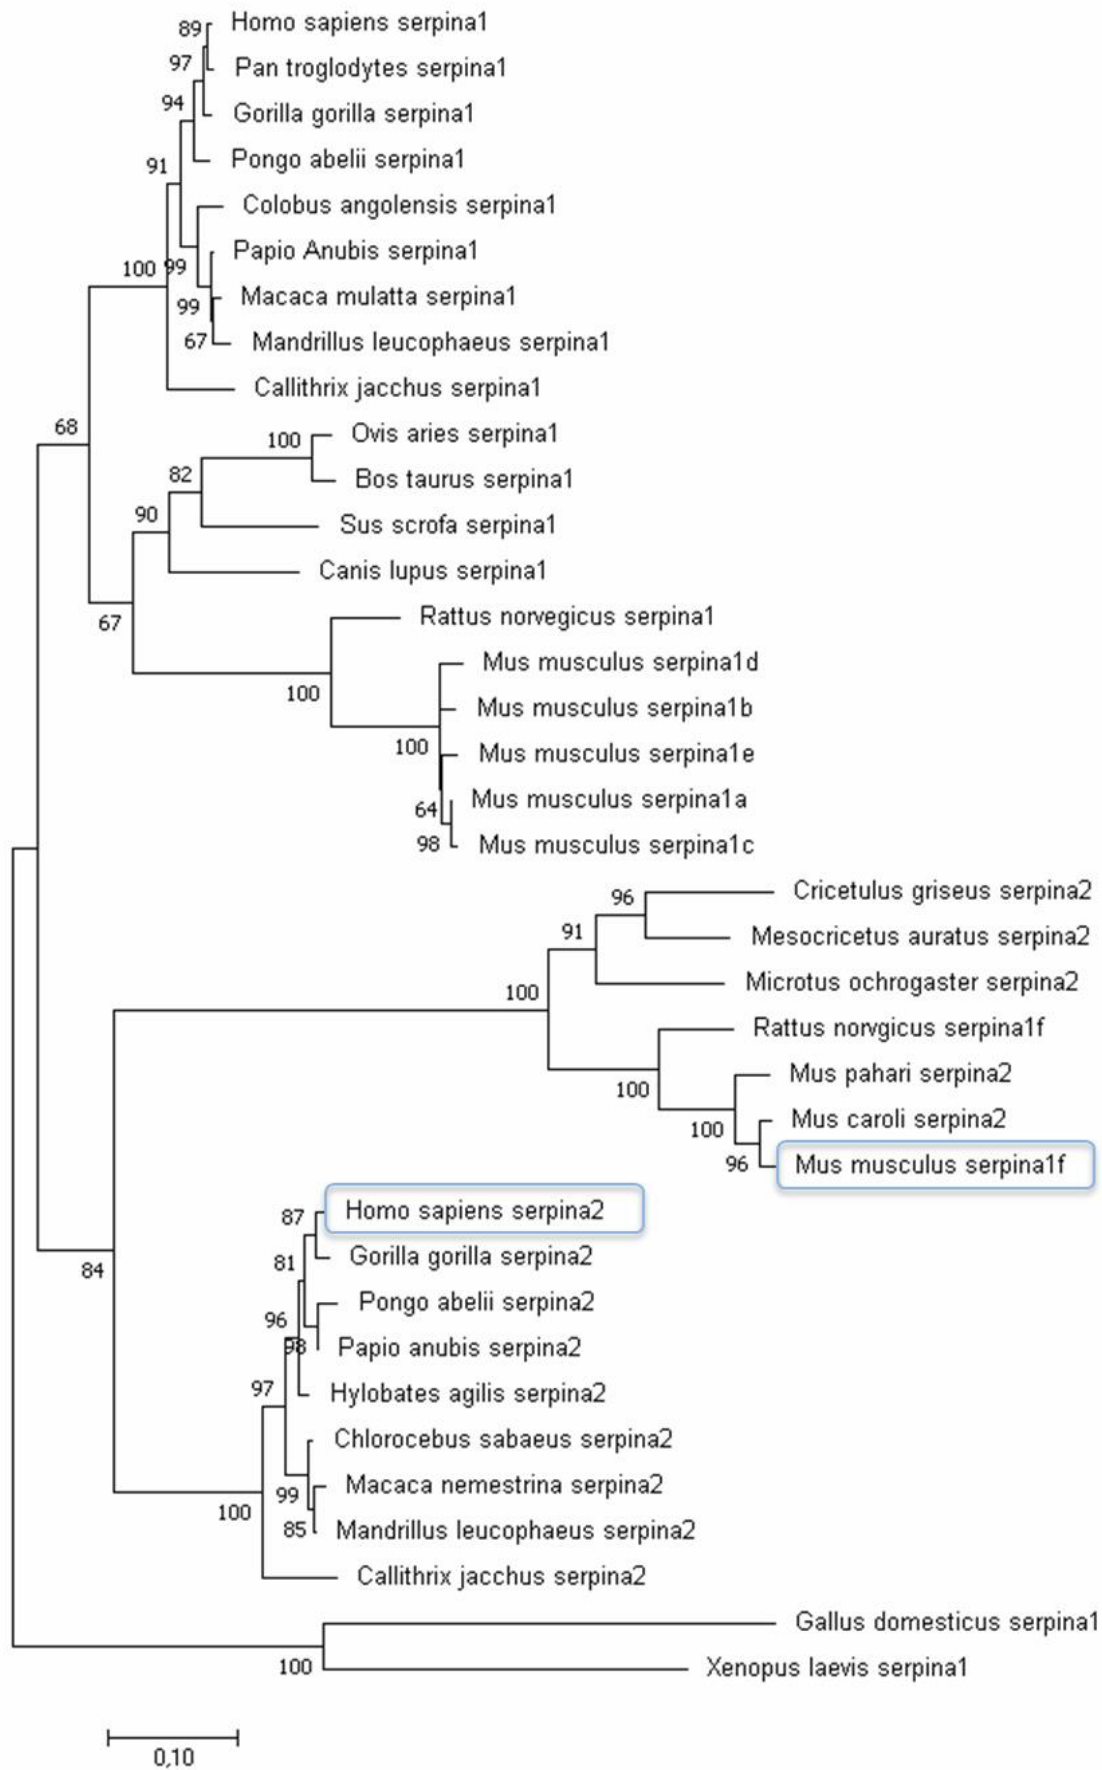 89
Homo sapiens serpina1
97
Pan troglodytes serpina1
94
Gorilla gorilla serpina1
91
Pongo abelii serpina1
Colobus angolensis serpina1
Papio Anubis serpina1
100
99
Macaca mulatta serpina1
99
67
Mandrillus leucophaeus serpina1
Callithrix jacchus serpina1
68
Ovis aries serpina1
100
82
Bos taurus serpina1
90
Sus scrofa serpina1
Canis lupus serpina1
67
Rattus norvegicus serpina1
Mus musculus serpina1d
100
Mus musculus serpina1b
100
Mus musculus serpina1e
64
Mus musculus serpina1a
98
Mus musculus serpina1c
96
Cricetulus griseus serpina2
91
Mesocricetus auratus serpina2
100
Microtus ochrogaster serpina2
Rattus norvgicus serpina1f
100
Mus pahari serpina2
100
Mus caroli serpina2
96
Mus musculus serpina1f
87
Homo sapiens serpina2
84
81
Gorilla gorilla serpina2
96
Pongo abelii serpina2
98
Papio anubis serpina2
97
Hylobates agilis serpina2
Chlorocebus sabaeus serpina2
99
Macaca nemestrina serpina2
100
85
Mandrillus leucophaeus serpina2
Callithrix jacchus serpina2
Gallus domesticus serpina1
100
Xenopus laevis serpina1
0,10